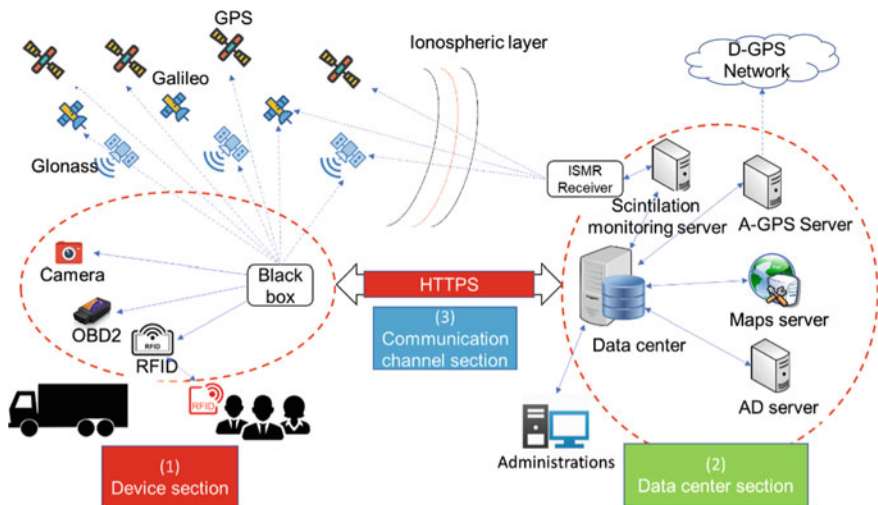 GPS
Ionospheric layer
D-GPS
Network
Galileo
Glonass
ISMR
Receiver
Scintilation
monitoring server
A-GPS Server
Camera
Black
box
HTTPS
OBD2
(3)
Communication
channel section
Data center
Maps server
RFID
RFID
RFID
AD server
Administrations
(1)
Device section
(2)
Data center section